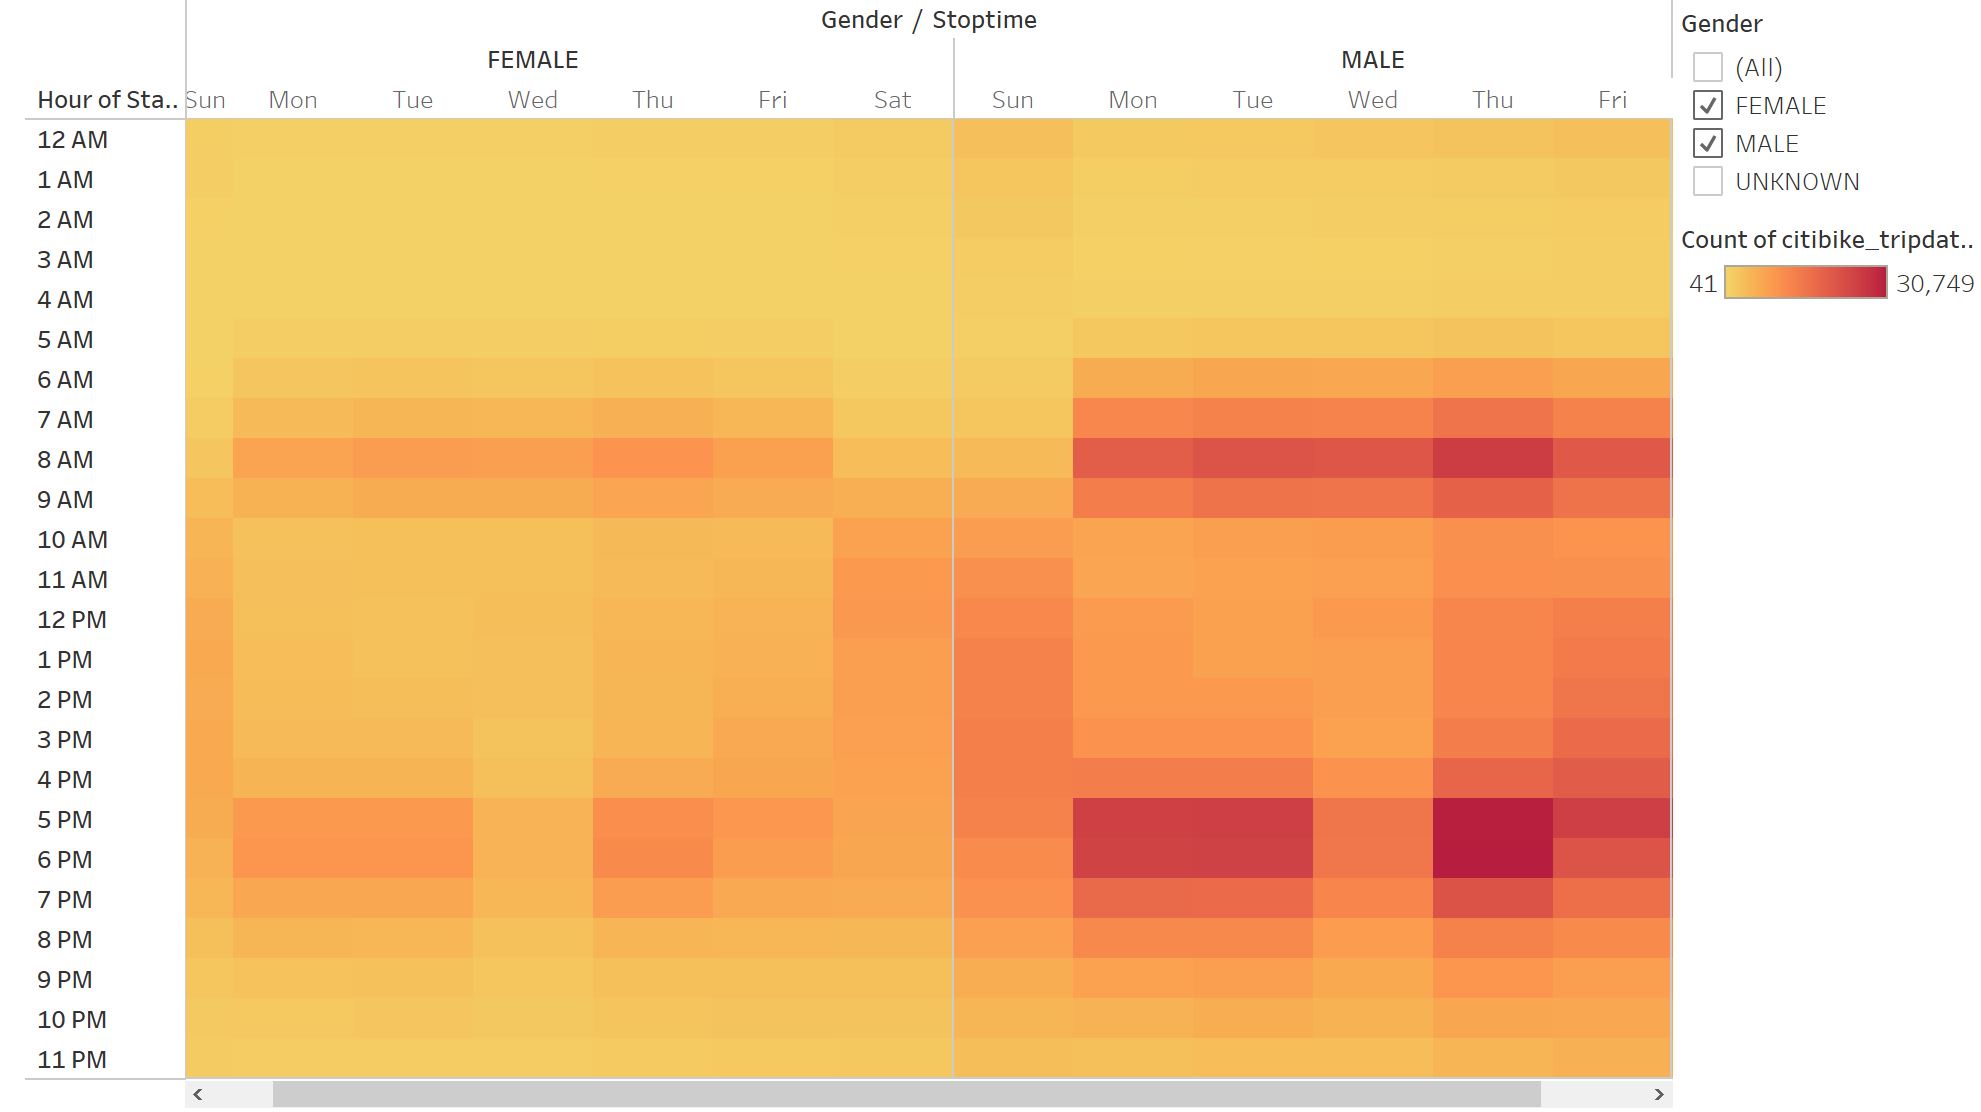 Gender / Stoptime
FEMALE MALE
Hour of Sta.. Sun Mon Tue Wed Thu Fri Sat Sun Mon Tue Wed Thu Fri
12 AM
1 AM
2 AM
3 AM
4 AM
5 AM
6 AM
7 AM
8 AM
9 AM
10 AM
11 AM
12 PM
1 PM
2 PM
3 PM
4 PM
5 PM
6 PM
7 PM
8 PM
9 PM
10 PM
11 PM
Gender
(All)
FEMALE
MALE
UNKNOWN
Count of citibike_tripdat..
41 30,749